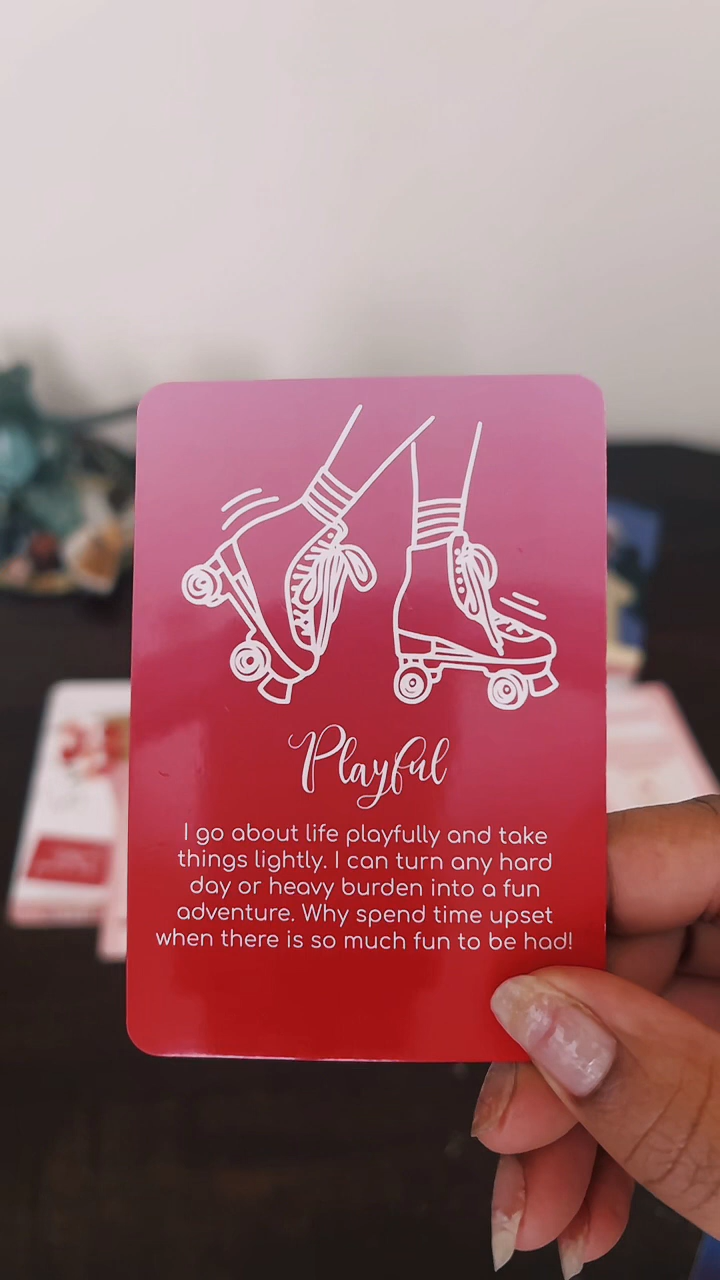 Playful
I go about life playfully and take
things lightly. I can turn any hard
day or heavy burden into a fun
adventure. Why spend time upset
when there is so much fun to be had!